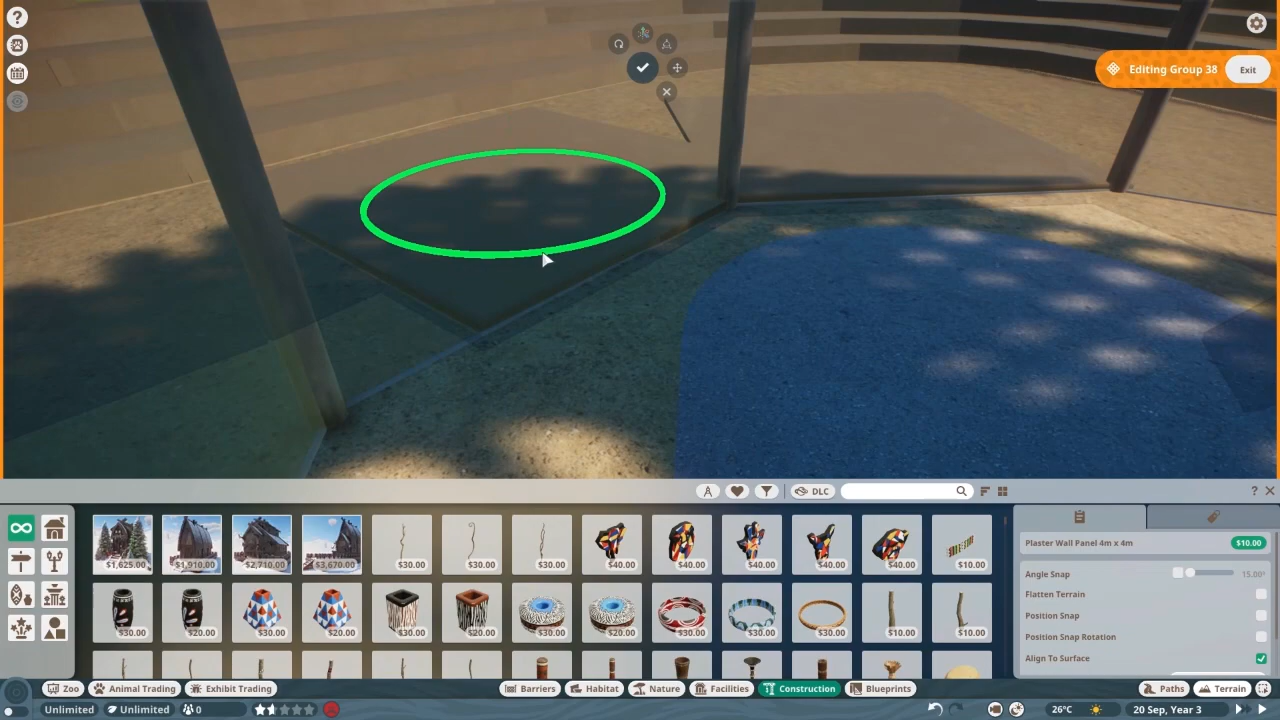 ?
Editing Group 38
Exit
DLC
? ×
$1,625.00
$1,910.00
$2,710.00
$3,670.00
$30.00
$30.00
$30.00
$40.00
$40.00
$40.00
$40.00
$40.00
$10.00
Plaster Wall Panel 4m x 4m
$10.00
Angle Snap
15.00°
Flatten Terrain
Position Snap
Position Snap Rotation
Align To Surface
$30.00
$20.00
$30.00
$20.00
$30.00
$20.00
$30.00
$20.00
$30.00
$30.00
$30.00
$10.00
$10.00
Zoo
Animal Trading
Exhibit Trading
Barriers
Habitat
Nature
Facilities
Construction
Blueprints
Paths
Terrain
Unlimited
Unlimited
0
26°C
20 Sep, Year 3